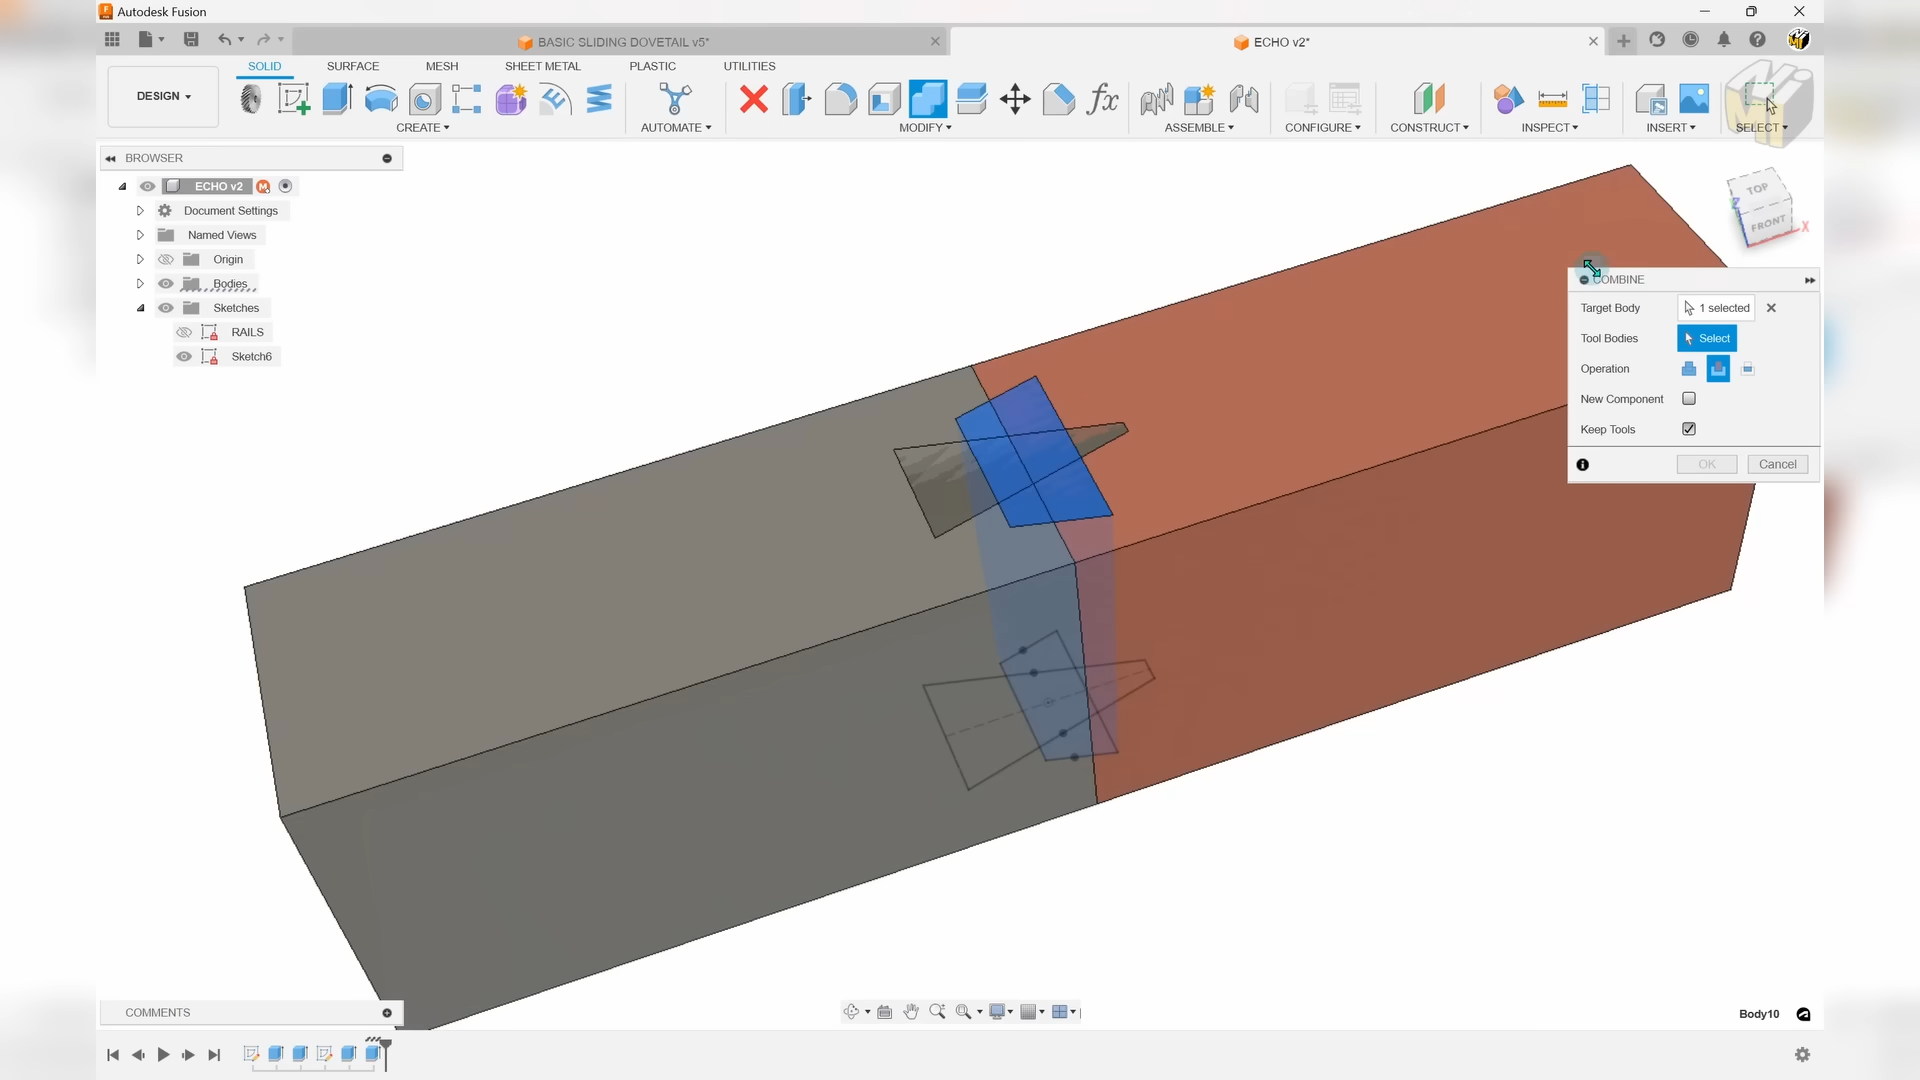 Autodesk Fusion
BASIC SLIDING DOVETAIL v5*
ECHO v2*
SOLID SURFACE MESH SHEET METAL PLASTIC UTILITIES
DESIGN
CREATE AUTOMATE MODIFY ASSEMBLE CONFIGURE CONSTRUCT INSPECT INSERT SELECT
BROWSER
ECHO v2
Document Settings
Named Views
Origin
Bodies
Sketches
RAILS
Sketch6
TOP
FRONT
Z
X
COMBINE
Target Body 1 selected
Tool Bodies Select
Operation
New Component
Keep Tools
OK Cancel
COMMENTS
Body10